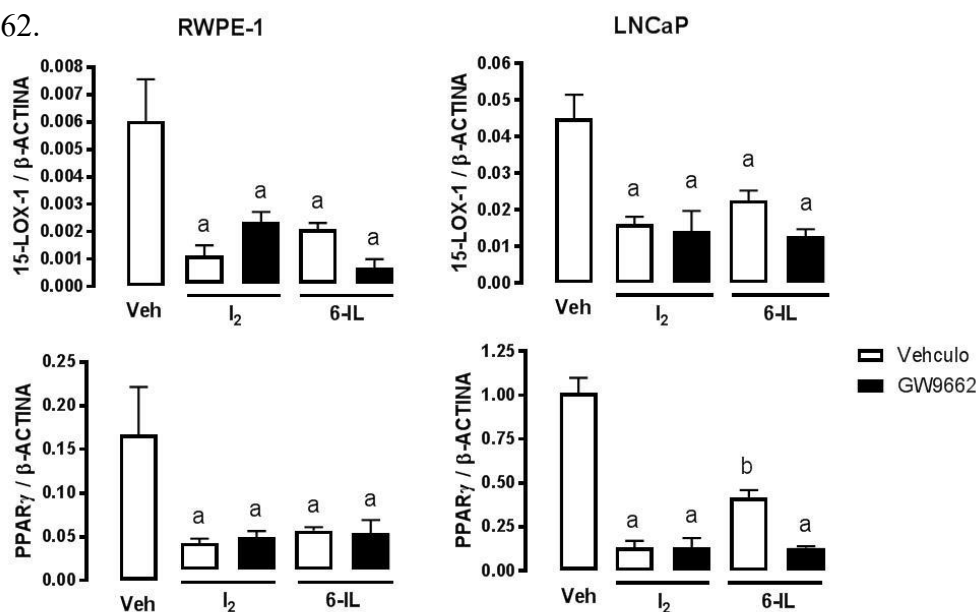 62.
RWPE-1
LNCaP
15-LOX-1 / β-ACTINA
0.008
0.007
0.006
0.005
0.004
0.003
0.002
0.001
0.000
a
a
a
a
Veh
I₂
6-IL
15-LOX-1 / β-ACTINA
0.06
0.05
0.04
0.03
0.02
0.01
0.00
a
a
a
a
Veh
I₂
6-IL
PPARγ / β-ACTINA
0.25
0.20
0.15
0.10
0.05
0.00
a
a
a
a
Veh
I₂
6-IL
PPARγ / β-ACTINA
1.25
1.00
0.75
0.50
0.25
0.00
a
a
b
a
Veh
I₂
6-IL
Vehculo
GW9662